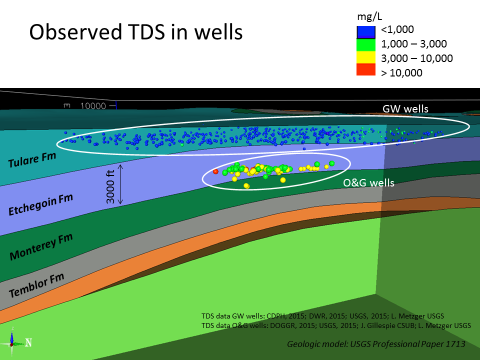 Observed TDS in wells
mg/L
<1,000
1,000 – 3,000
3,000 – 10,000
> 10,000
E 10000
GW wells
Tulare Fm
Etchegoin Fm
3000 ft
O&G wells
Monterey Fm
Temblor Fm
TDS data GW wells: CDPH, 2015; DWR, 2015; USGS, 2015; L. Metzger USGS
TDS data O&G wells: DOGGR, 2015; USGS, 2015; J. Gillespie CSUB; L. Metzger USGS
N
Geologic model: USGS Professional Paper 1713